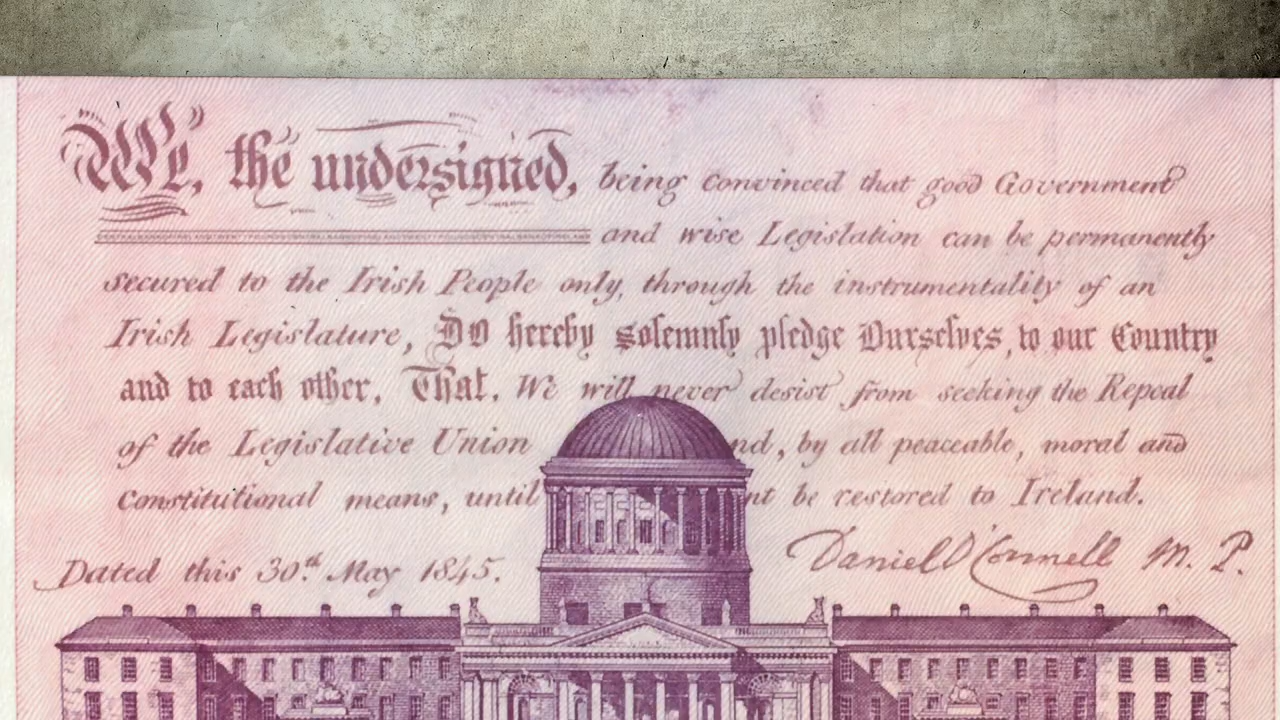 We, the undersigned, being convinced that good Government
and wise Legislation can be permanently
secured to the Irish People only, through the instrumentality of an
Irish Legislature, Do hereby solemnly pledge Ourselves, to our Country
and to each other, That, We will never desist from seeking the Repeal
of the Legislative Union nd, by all peaceable, moral and
Constitutional means, until nt be restored to Ireland.
Dated this 30th May 1845. Daniel O'Connell M. P.